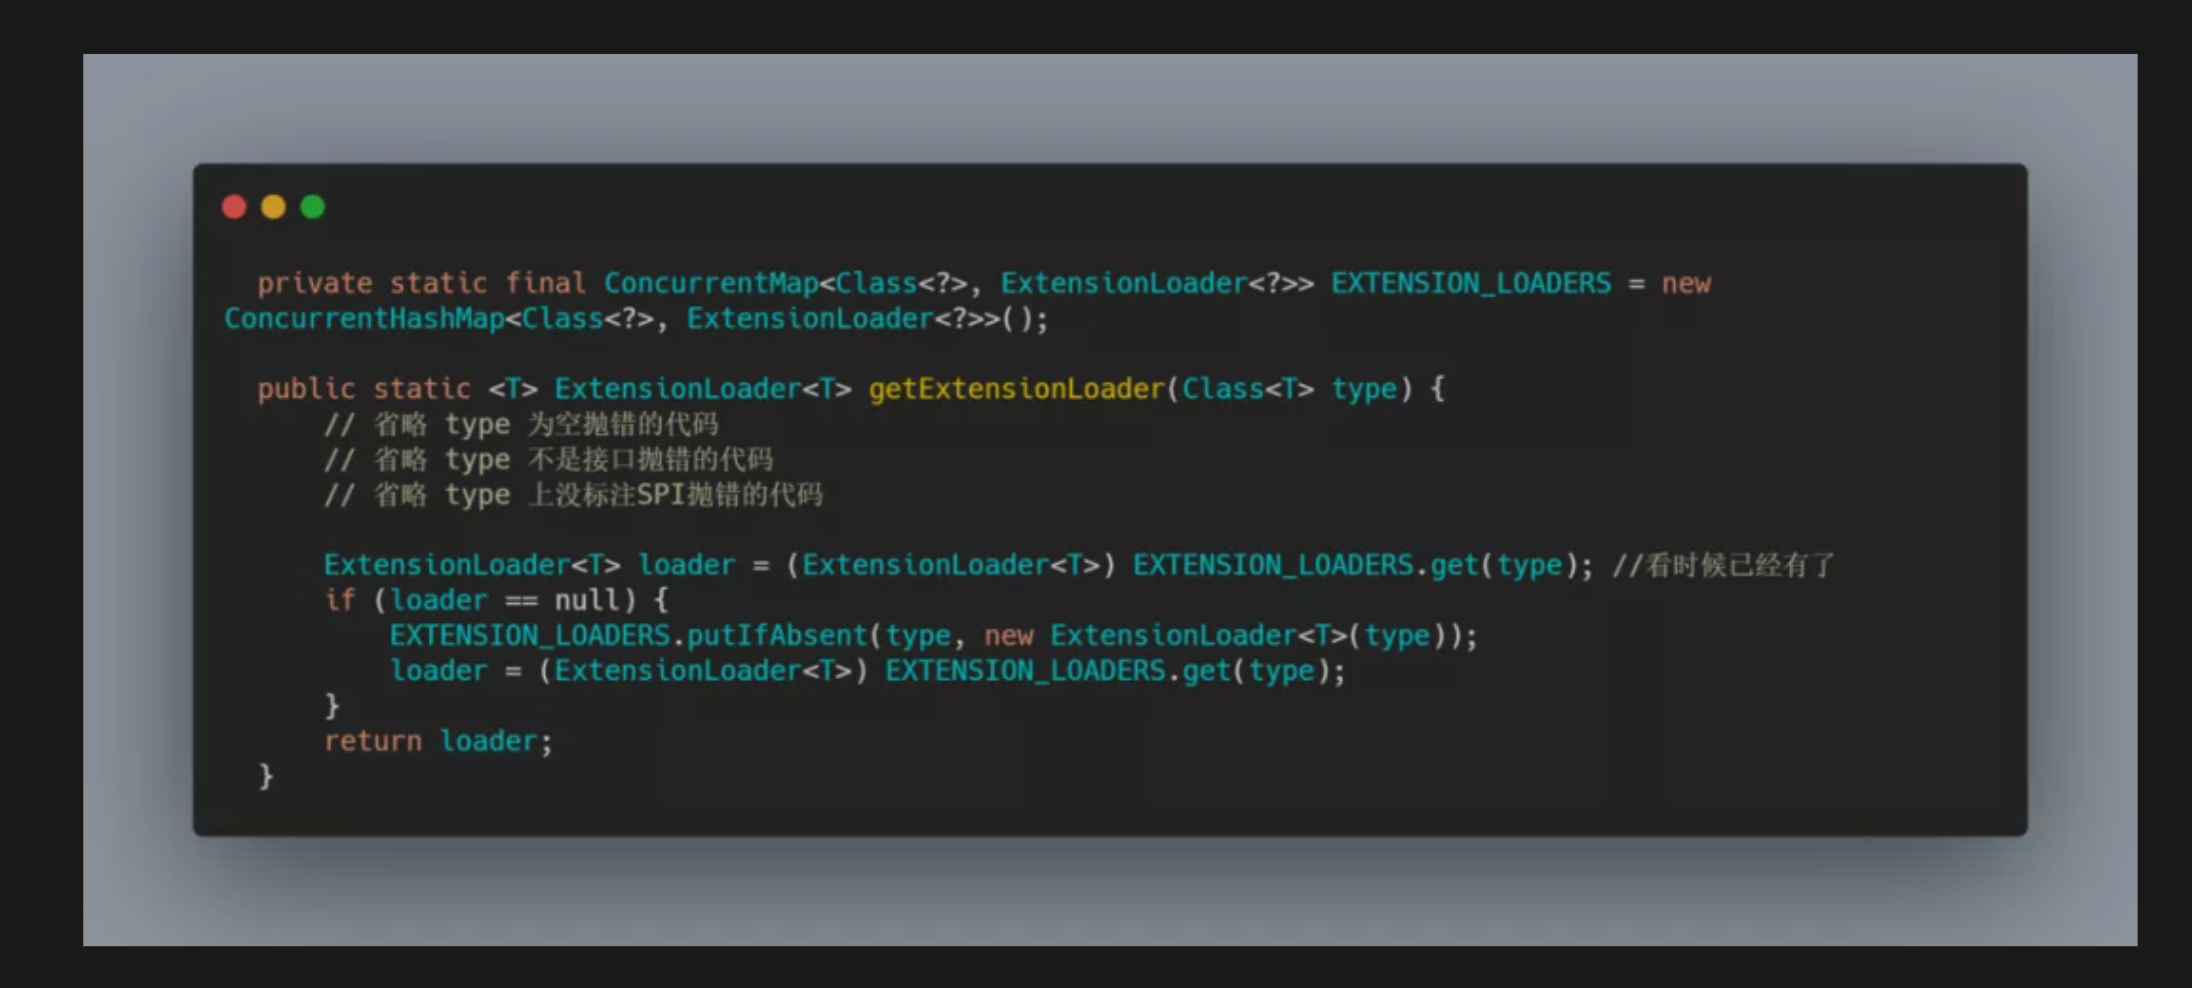 private static final ConcurrentMap<Class<?>, ExtensionLoader<?>> EXTENSION_LOADERS = new
ConcurrentHashMap<Class<?>, ExtensionLoader<?>>();
public static <T> ExtensionLoader<T> getExtensionLoader(Class<T> type) {
// 省略 type 为空抛错的代码
// 省略 type 不是接口抛错的代码
// 省略 type 上没标注SPI抛错的代码
ExtensionLoader<T> loader = (ExtensionLoader<T>) EXTENSION_LOADERS.get(type); //看时候已经有了
if (loader == null) {
EXTENSION_LOADERS.putIfAbsent(type, new ExtensionLoader<T>(type));
loader = (ExtensionLoader<T>) EXTENSION_LOADERS.get(type);
}
return loader;
}